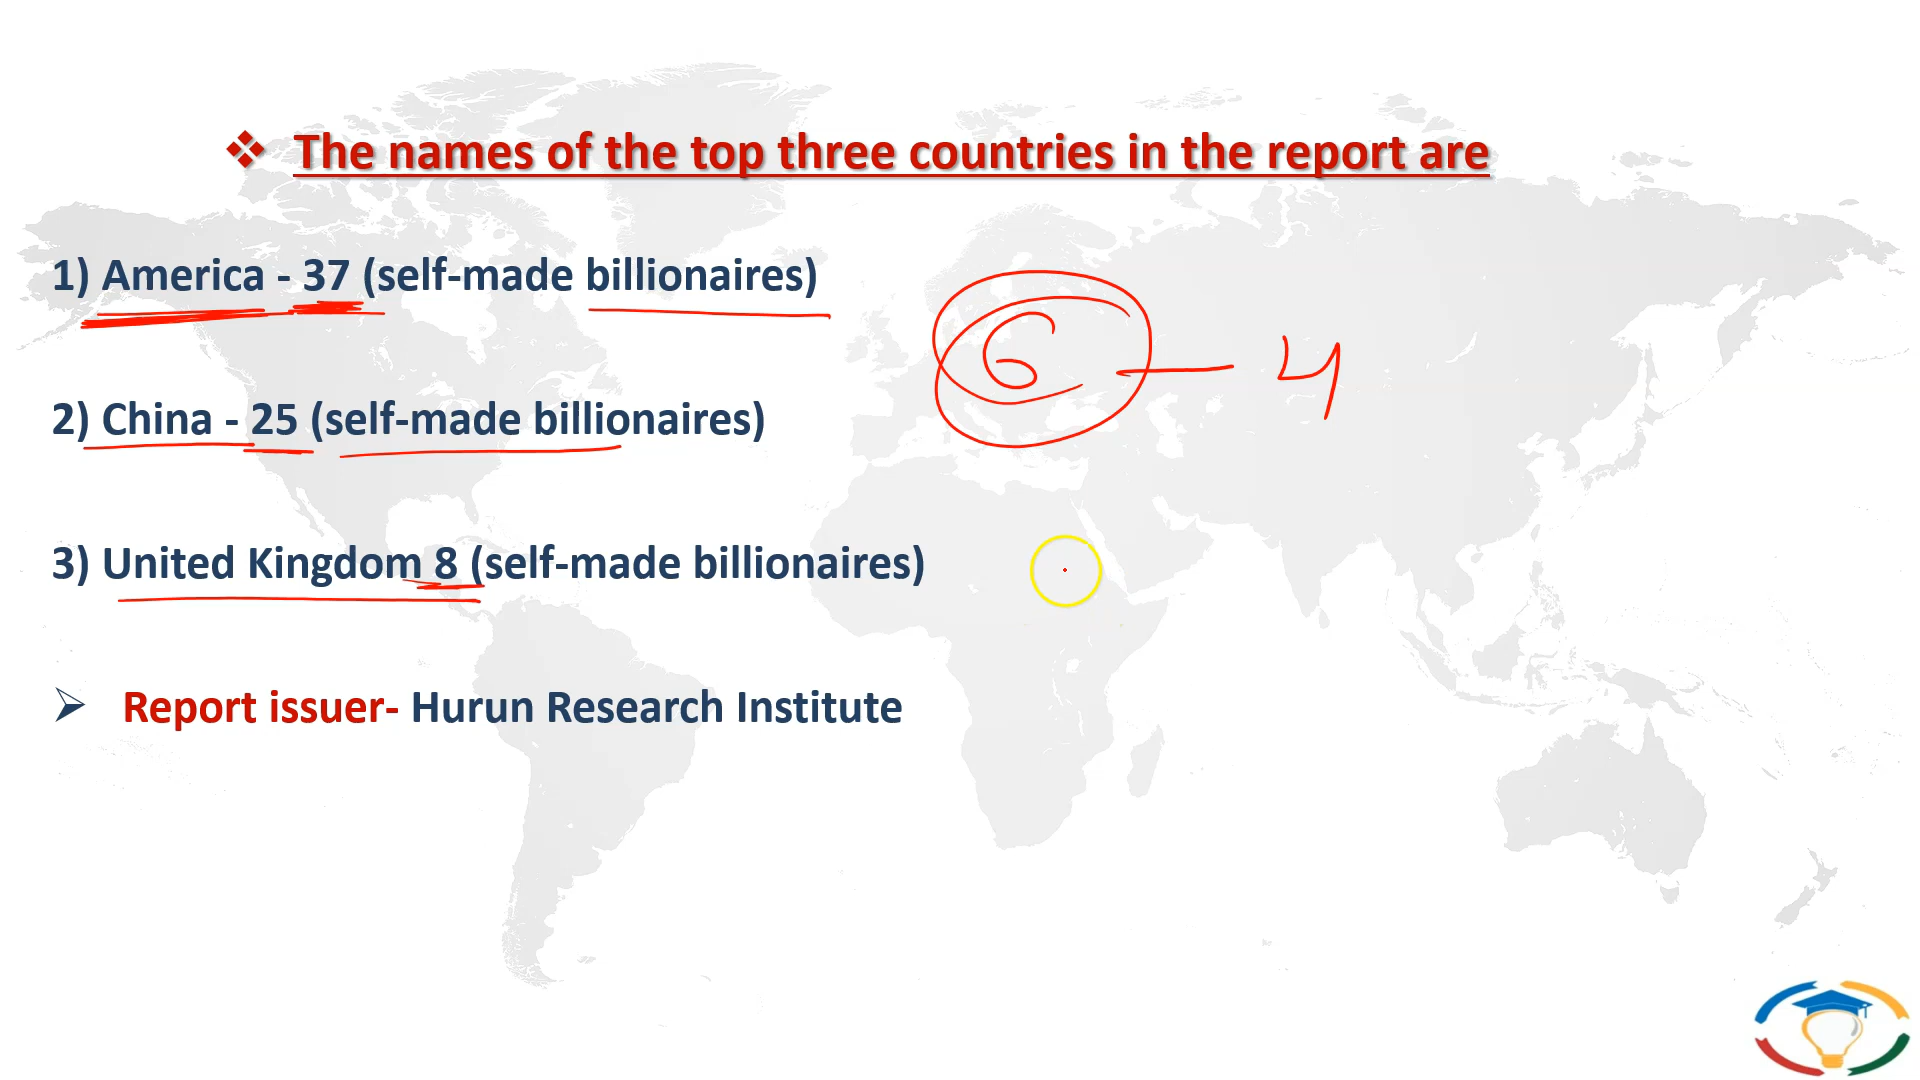 The names of the top three countries in the report are
1) America - 37 (self-made billionaires)
6 — 4
2) China - 25 (self-made billionaires)
3) United Kingdom 8 (self-made billionaires)
Report issuer- Hurun Research Institute